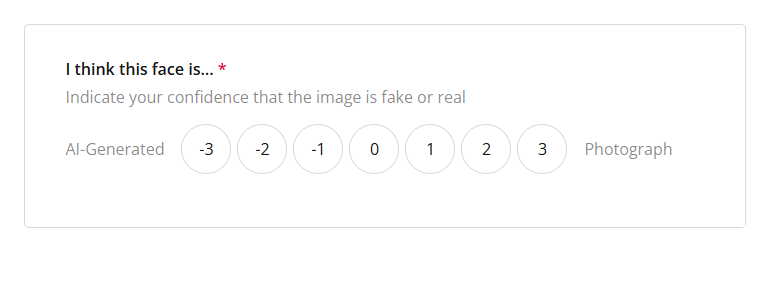 I think this face is... *
Indicate your confidence that the image is fake or real
AI-Generated -3 -2 -1 0 1 2 3 Photograph